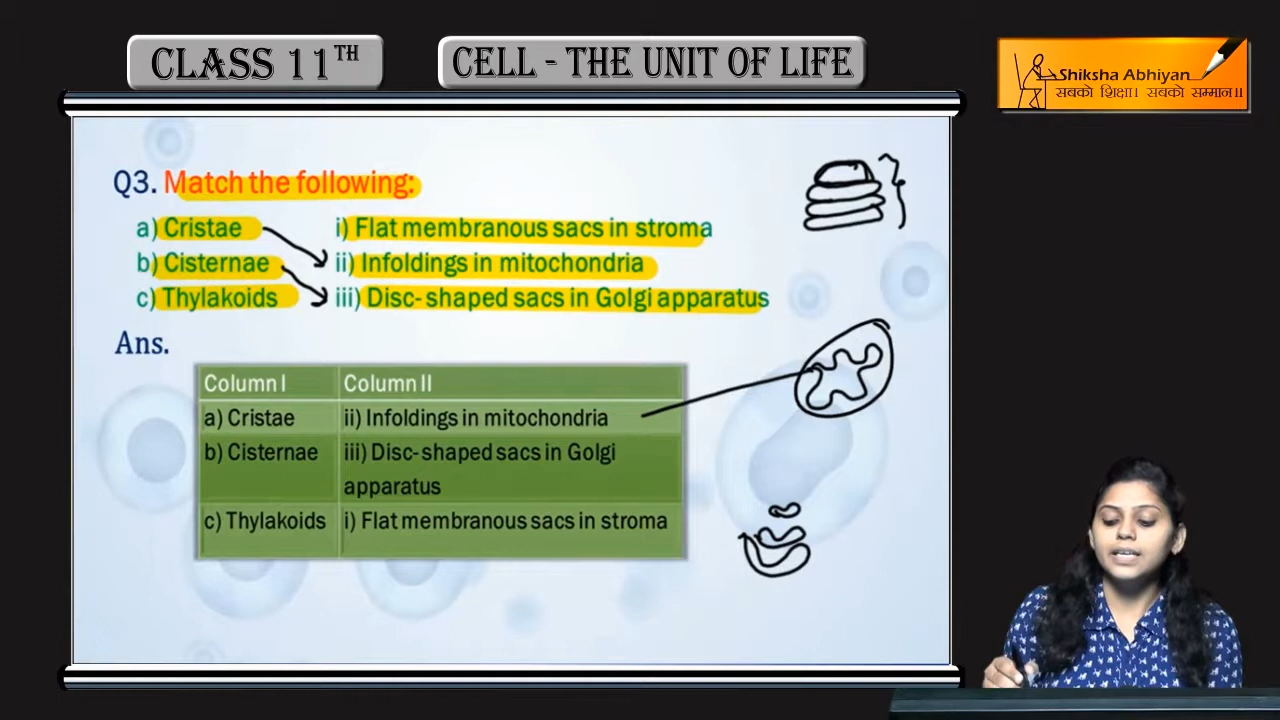 CLASS 11TH
CELL - THE UNIT OF LIFE
Shiksha Abhiyan
सबको शिक्षा। सबको सम्मान॥
Q3. Match the following:
a) Cristae i) Flat membranous sacs in stroma
b) Cisternae ii) Infoldings in mitochondria
c) Thylakoids iii) Disc- shaped sacs in Golgi apparatus
Ans.
Column I Column II
a) Cristae ii) Infoldings in mitochondria
b) Cisternae iii) Disc- shaped sacs in Golgi
apparatus
c) Thylakoids i) Flat membranous sacs in stroma